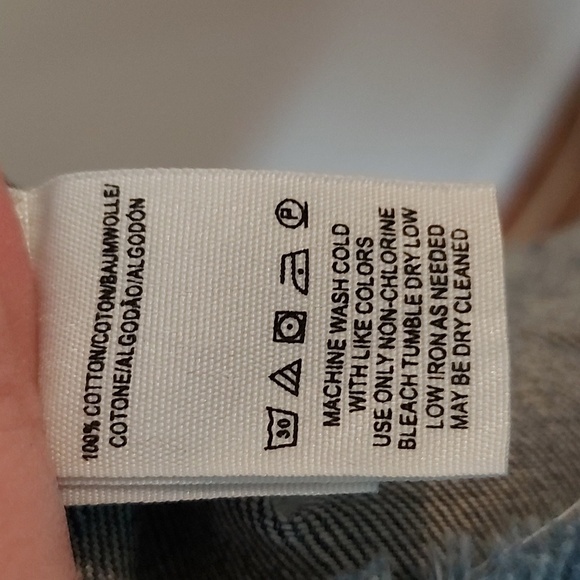 100% COTTON/COTON/BAUMWOLLE/
COTONE/ALGODÃO/ALGODÓN
30
P
MACHINE WASH COLD
WITH LIKE COLORS
USE ONLY NON-CHLORINE
BLEACH TUMBLE DRY LOW
LOW IRON AS NEEDED
MAY BE DRY CLEANED